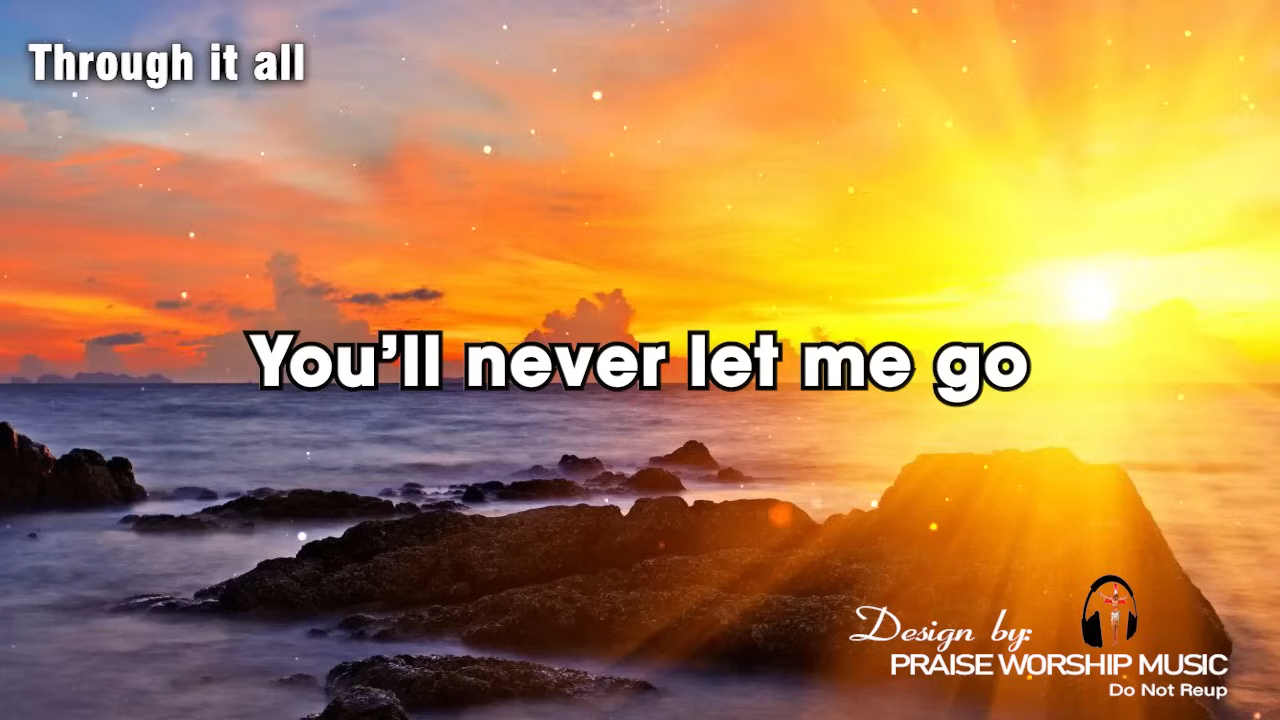 Through it all
You'll never let me go
Design by:
PRAISE WORSHIP MUSIC
Do Not Reup